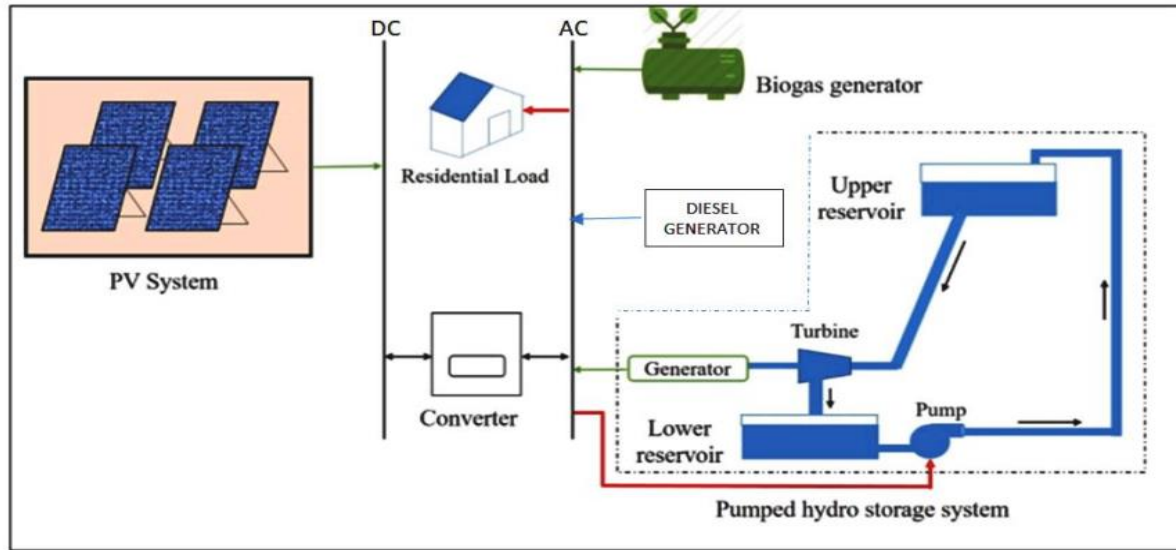 DC
AC
Biogas generator
Residential Load
Upper
reservoir
DIESEL
GENERATOR
PV System
Turbine
Generator
Converter
Lower
reservoir
Pump
Pumped hydro storage system